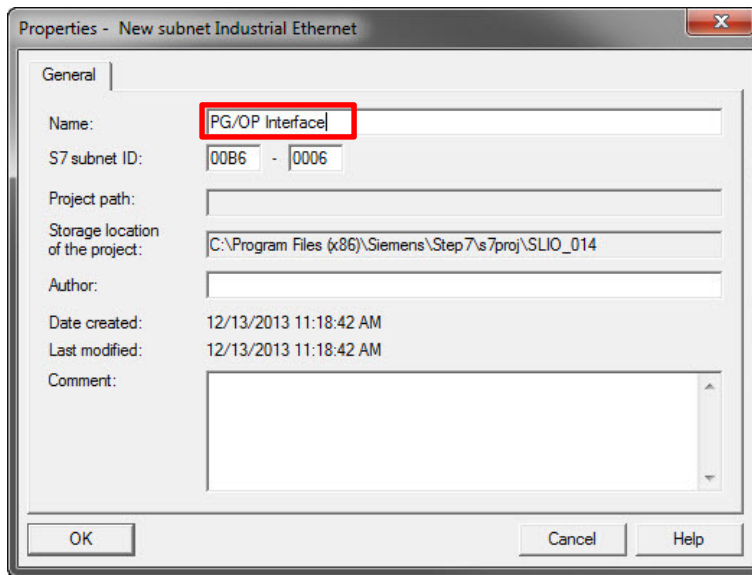 Properties - New subnet Industrial Ethernet
General
Name: PG/OP Interface
S7 subnet ID: 00B6 - 0006
Project path:
Storage location
of the project: C:\Program Files (x86)\Siemens\Step7\s7proj\SLIO_014
Author:
Date created: 12/13/2013 11:18:42 AM
Last modified: 12/13/2013 11:18:42 AM
Comment:
OK Cancel Help